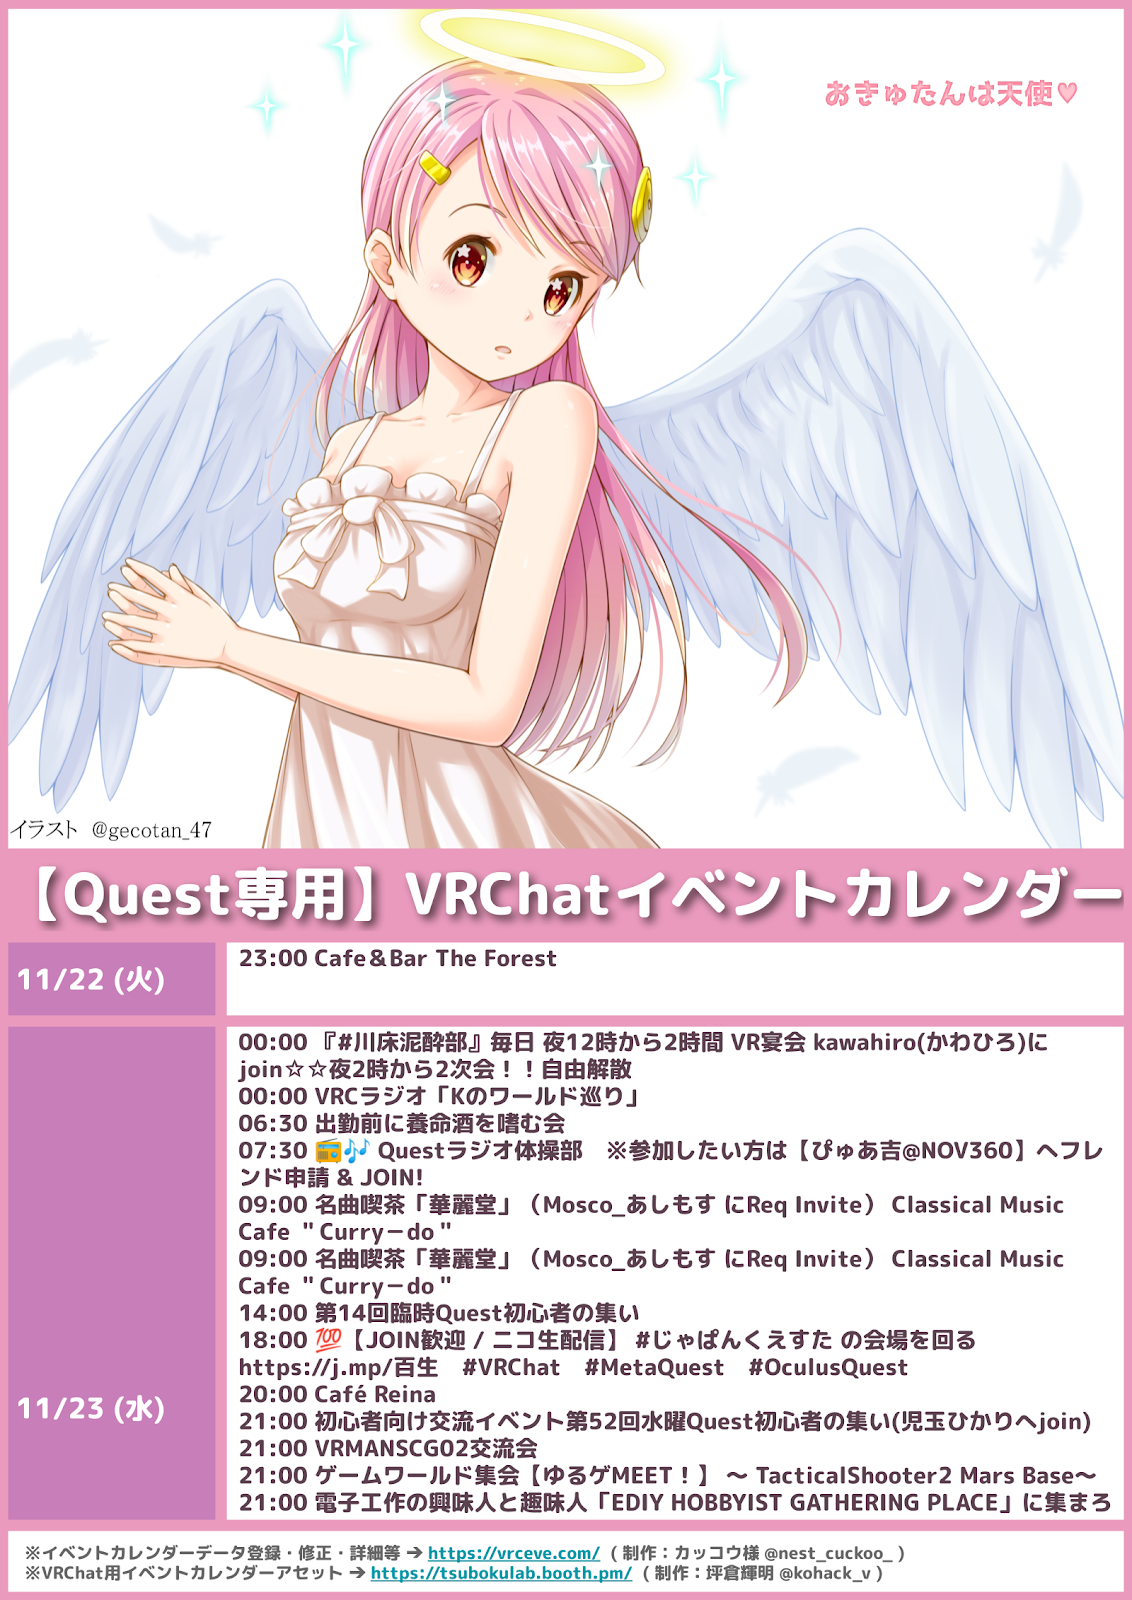 おきゅたんは天使♥
イラスト @gecotan_47
【Quest専用】VRChatイベントカレンダー
11/22 (火)
23:00 Cafe＆Bar The Forest
11/23 (水)
00:00 『#川床泥酔部』毎日 夜12時から2時間 VR宴会 kawahiro(かわひろ)に
join☆☆夜2時から2次会！！自由解散
00:00 VRCラジオ「Kのワールド巡り」
06:30 出勤前に養命酒を嗜む会
07:30 📻🎶 Questラジオ体操部　※参加したい方は【ぴゅあ吉@NOV360】へフレ
ンド申請 & JOIN!
09:00 名曲喫茶「華麗堂」（Mosco_あしもす にReq Invite） Classical Music
Cafe ＂Curry－do＂
09:00 名曲喫茶「華麗堂」（Mosco_あしもす にReq Invite） Classical Music
Cafe ＂Curry－do＂
14:00 第14回臨時Quest初心者の集い
18:00 💯【JOIN歓迎 / ニコ生配信】 #じゃぱんくえすた の会場を回る
https://j.mp/百生　#VRChat　#MetaQuest　#OculusQuest
20:00 Café Reina
21:00 初心者向け交流イベント第52回水曜Quest初心者の集い(児玉ひかりへjoin)
21:00 VRMANSCG02交流会
21:00 ゲームワールド集会【ゆるゲMEET！】 ～ TacticalShooter2 Mars Base～
21:00 電子工作の興味人と趣味人「EDIY HOBBYIST GATHERING PLACE」に集まろ
※イベントカレンダーデータ登録・修正・詳細等 ➔ https://vrceve.com/ （制作：カッコウ様 @nest_cuckoo_）
※VRChat用イベントカレンダーアセット ➔ https://tsubokulab.booth.pm/ （制作：坪倉輝明 @kohack_v）